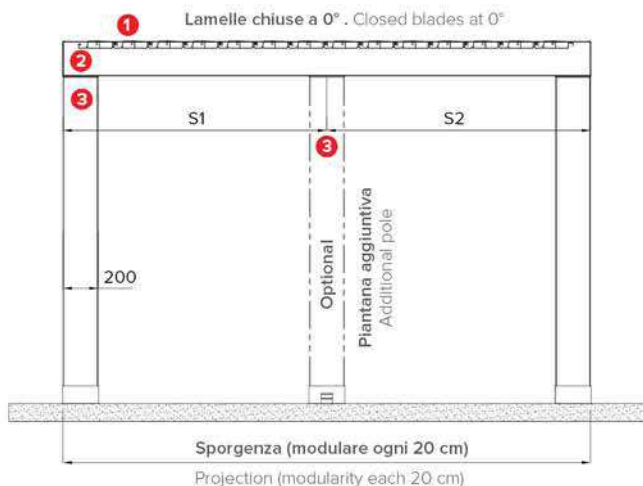 Lamelle chiuse a 0° . Closed blades at 0°
1
2
3
S1
S2
3
200
Optional
Piantana aggiuntiva
Additional pole
Sporgenza (modulare ogni 20 cm)
Projection (modularity each 20 cm)